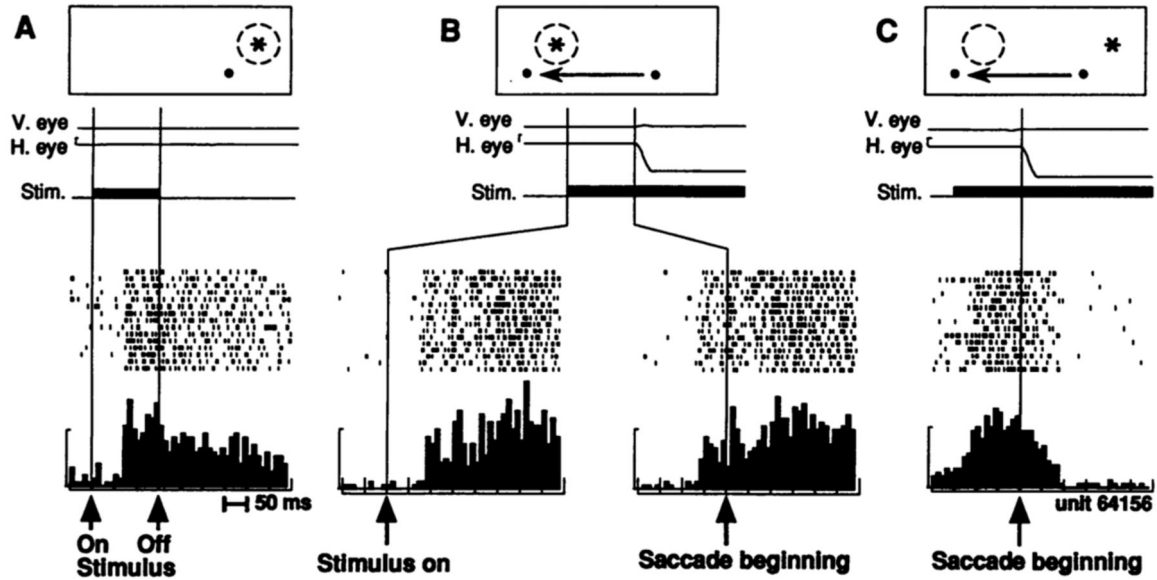 A
B
C
V. eye
H. eye
Stim.
V. eye
H. eye
Stim.
V. eye
H. eye
Stim.
50 ms
unit 64156
On Off
Stimulus
Stimulus on
Saccade beginning
Saccade beginning